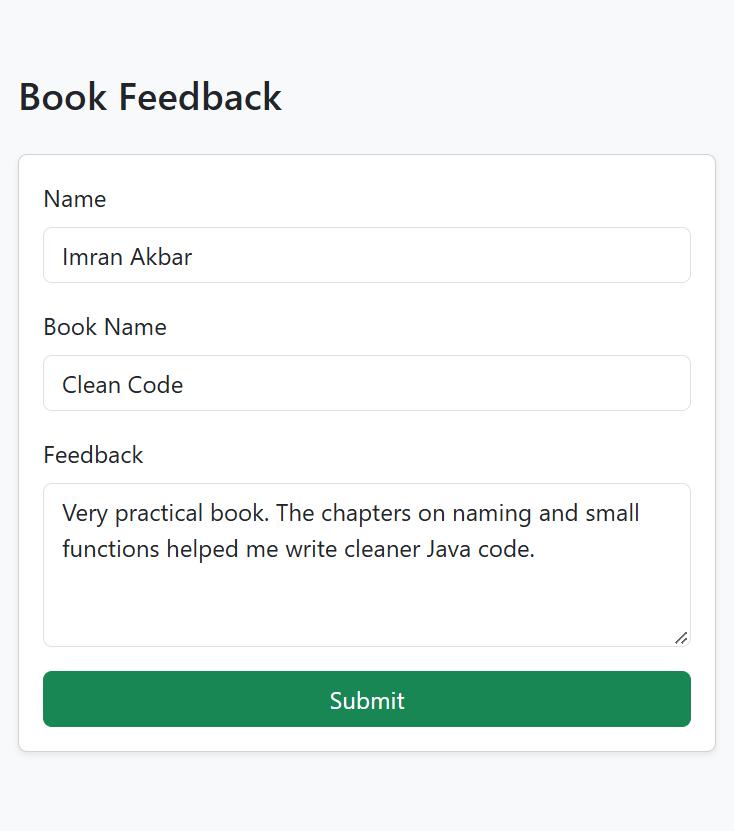 Book Feedback
Name
Imran Akbar
Book Name
Clean Code
Feedback
Very practical book. The chapters on naming and small
functions helped me write cleaner Java code.
Submit